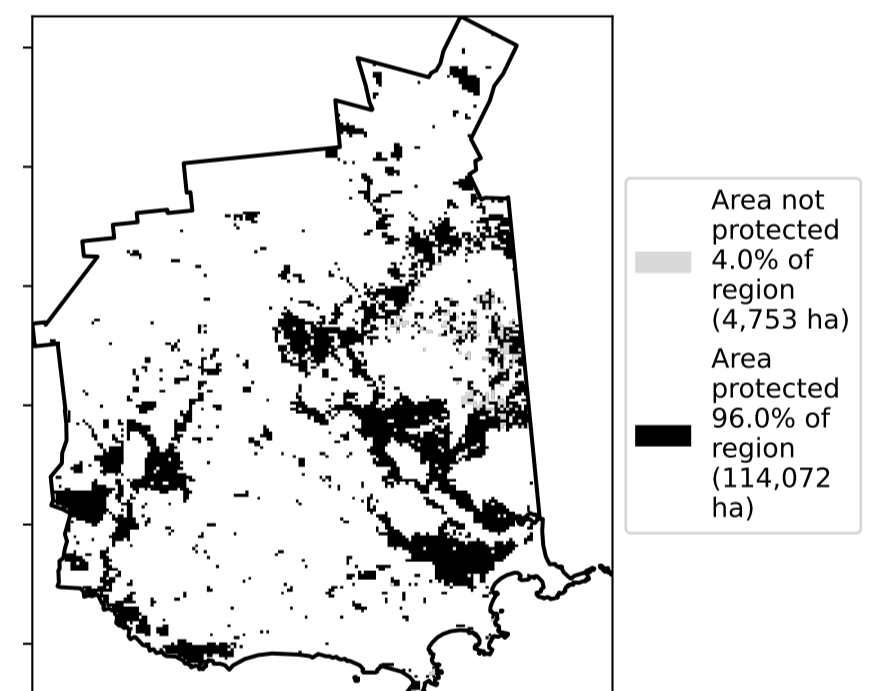 Area not
protected
4.0% of
region
(4,753 ha)
Area
protected
96.0% of
region
(114,072
ha)